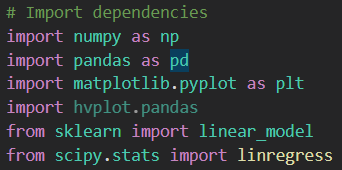 # Import dependencies
import numpy as np
import pandas as pd
import matplotlib.pyplot as plt
import hvplot.pandas
from sklearn import linear_model
from scipy.stats import linregress